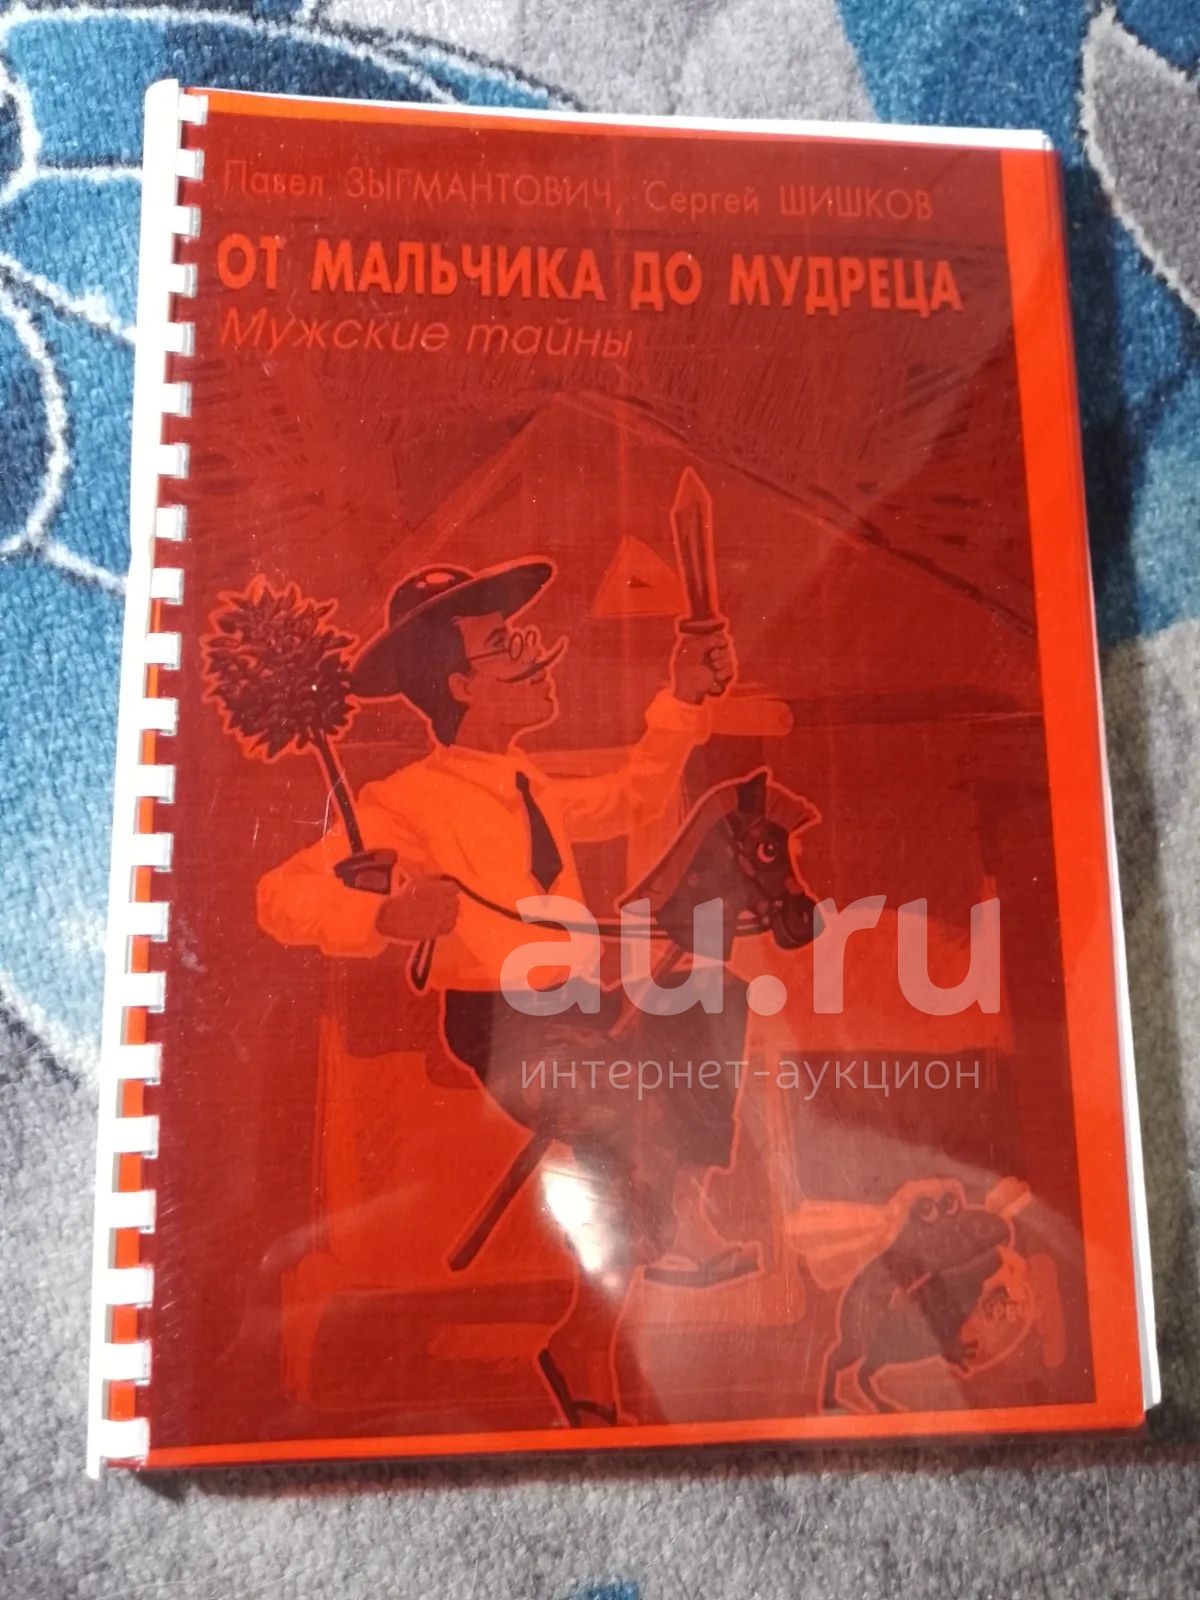 Павел ЗЫГМАНТОВИЧ, Сергей ШИШКОВ
ОТ МАЛЬЧИКА ДО МУДРЕЦА
Мужские тайны
au.ru
интернет-аукцион